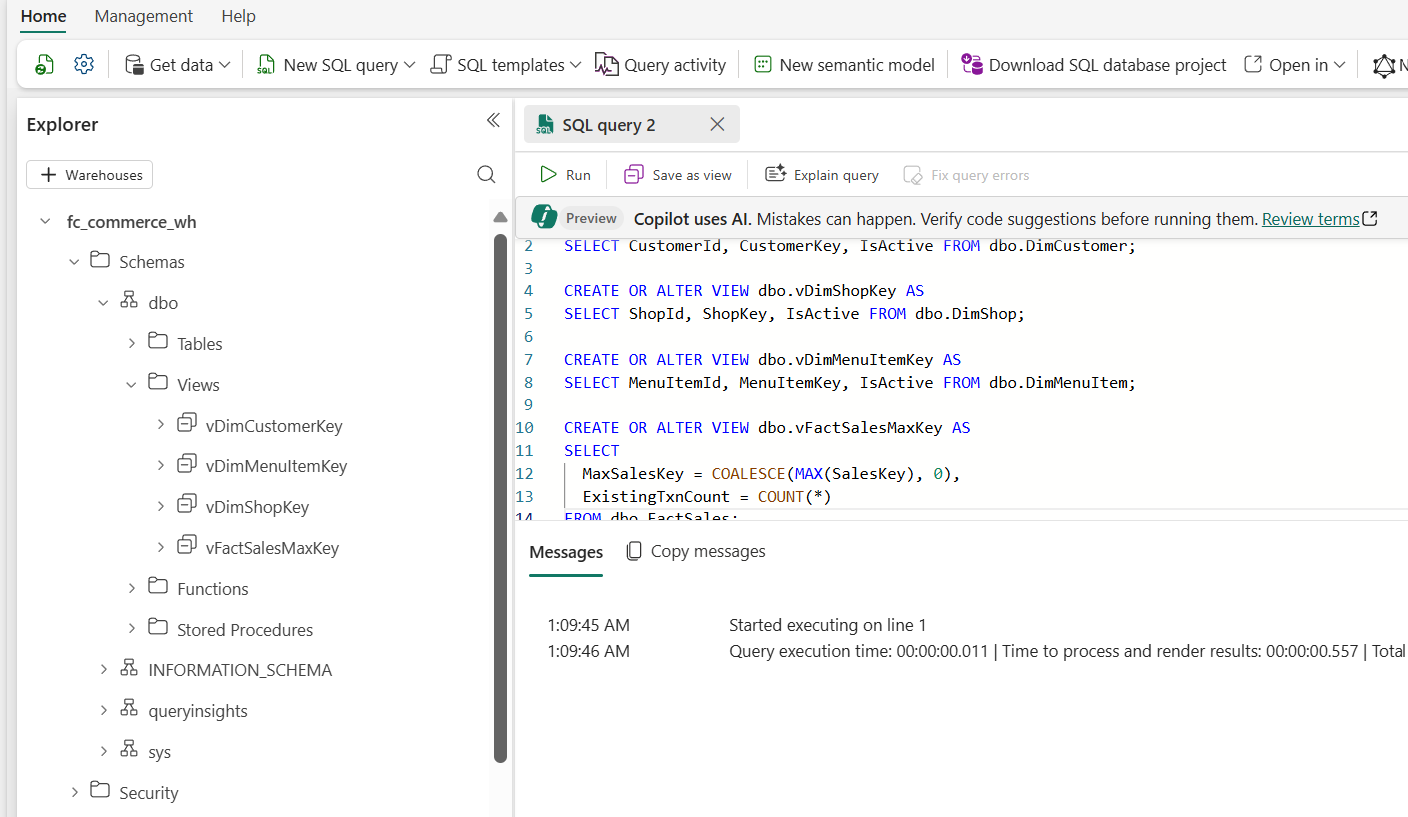 Home Management Help
Get data New SQL query SQL templates Query activity New semantic model Download SQL database project Open in N
Explorer
Warehouses
fc_commerce_wh
Schemas
dbo
Tables
Views
vDimCustomerKey
vDimMenuItemKey
vDimShopKey
vFactSalesMaxKey
Functions
Stored Procedures
INFORMATION_SCHEMA
queryinsights
sys
Security
SQL query 2
Run Save as view Explain query Fix query errors
Preview Copilot uses AI. Mistakes can happen. Verify code suggestions before running them. Review terms
2 SELECT CustomerId, CustomerKey, IsActive FROM dbo.DimCustomer;
3
4 CREATE OR ALTER VIEW dbo.vDimShopKey AS
5 SELECT ShopId, ShopKey, IsActive FROM dbo.DimShop;
6
7 CREATE OR ALTER VIEW dbo.vDimMenuItemKey AS
8 SELECT MenuItemId, MenuItemKey, IsActive FROM dbo.DimMenuItem;
9
10 CREATE OR ALTER VIEW dbo.vFactSalesMaxKey AS
11 SELECT
12 MaxSalesKey = COALESCE(MAX(SalesKey), 0),
13 ExistingTxnCount = COUNT(*)
14 FROM dbo.FactSales;
Messages Copy messages
1:09:45 AM Started executing on line 1
1:09:46 AM Query execution time: 00:00:00.011 | Time to process and render results: 00:00:00.557 | Total